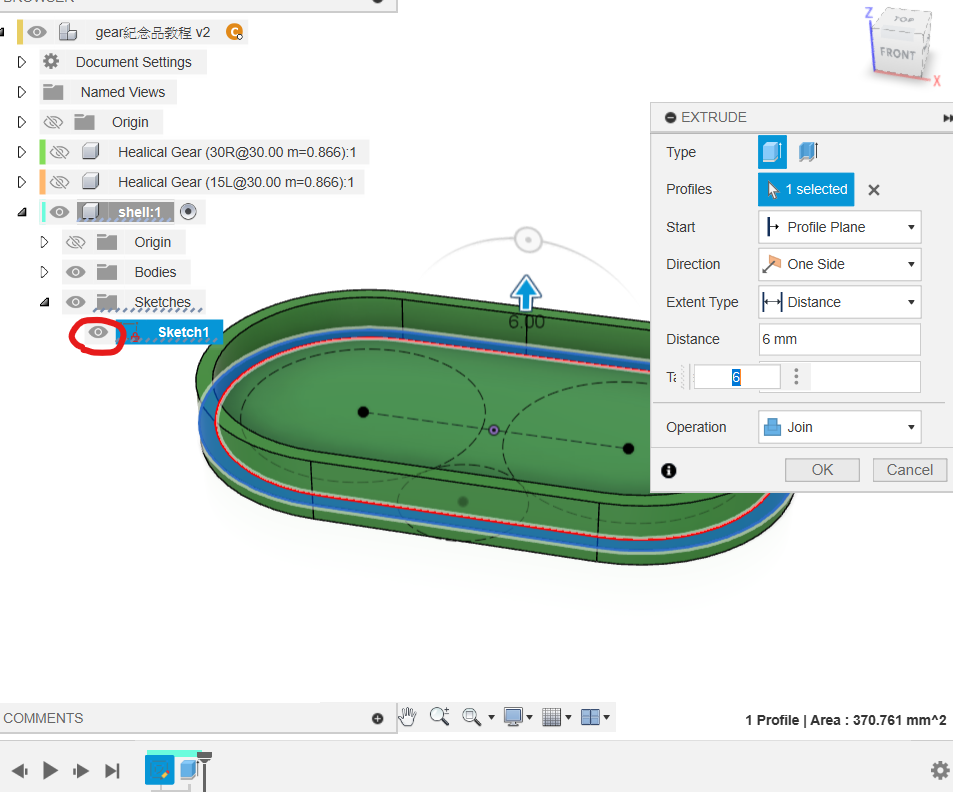 BROWSER
gear紀念品教程 v2
Document Settings
Named Views
Origin
Healical Gear (30R@30.00 m=0.866):1
Healical Gear (15L@30.00 m=0.866):1
shell:1
Origin
Bodies
Sketches
Sketch1
Z
TOP
FRONT
X
6.00
EXTRUDE
Type
Profiles
1 selected
Start
Profile Plane
Direction
One Side
Extent Type
Distance
Distance
6 mm
Ta
6
Operation
Join
OK
Cancel
COMMENTS
1 Profile | Area : 370.761 mm^2